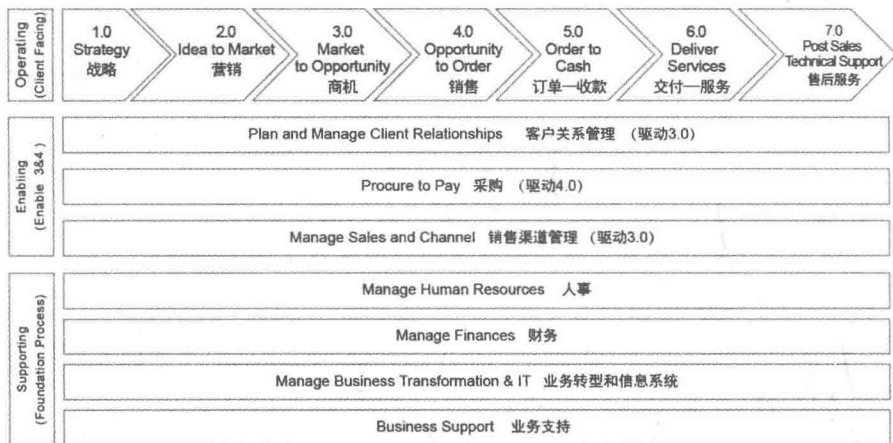 Operating
(Client Facing)
1.0
Strategy
战略
2.0
Idea to Market
营销
3.0
Market
to Opportunity
商机
4.0
Opportunity
to Order
销售
5.0
Order to
Cash
订单—收款
6.0
Deliver
Services
交付—服务
7.0
Post Sales
Technical Support
售后服务
Enabling
(Enable 3&4)
Plan and Manage Client Relationships 客户关系管理 (驱动3.0)
Procure to Pay 采购 (驱动4.0)
Manage Sales and Channel 销售渠道管理 (驱动3.0)
Supporting
(Foundation Process)
Manage Human Resources 人事
Manage Finances 财务
Manage Business Transformation & IT 业务转型和信息系统
Business Support 业务支持